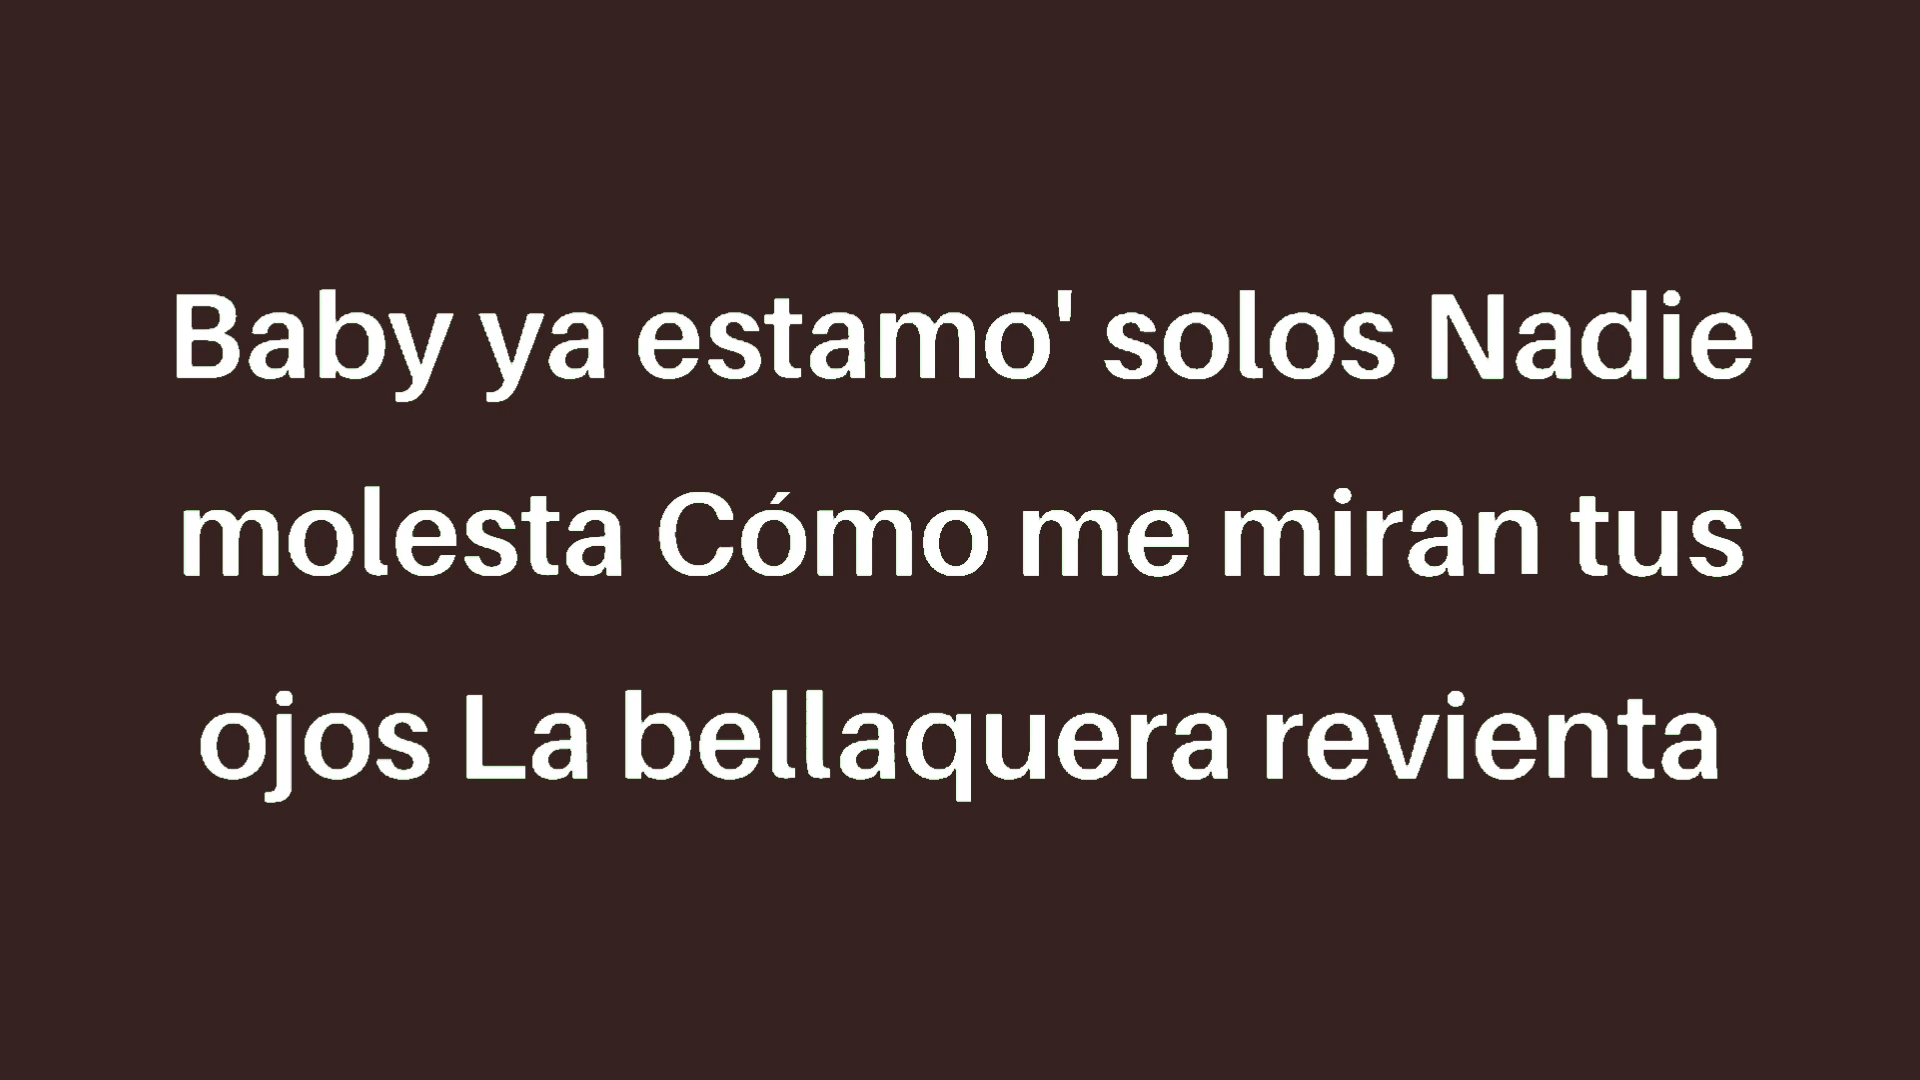 Baby ya estamo' solos Nadie
molesta Cómo me miran tus
ojos La bellaquera revienta